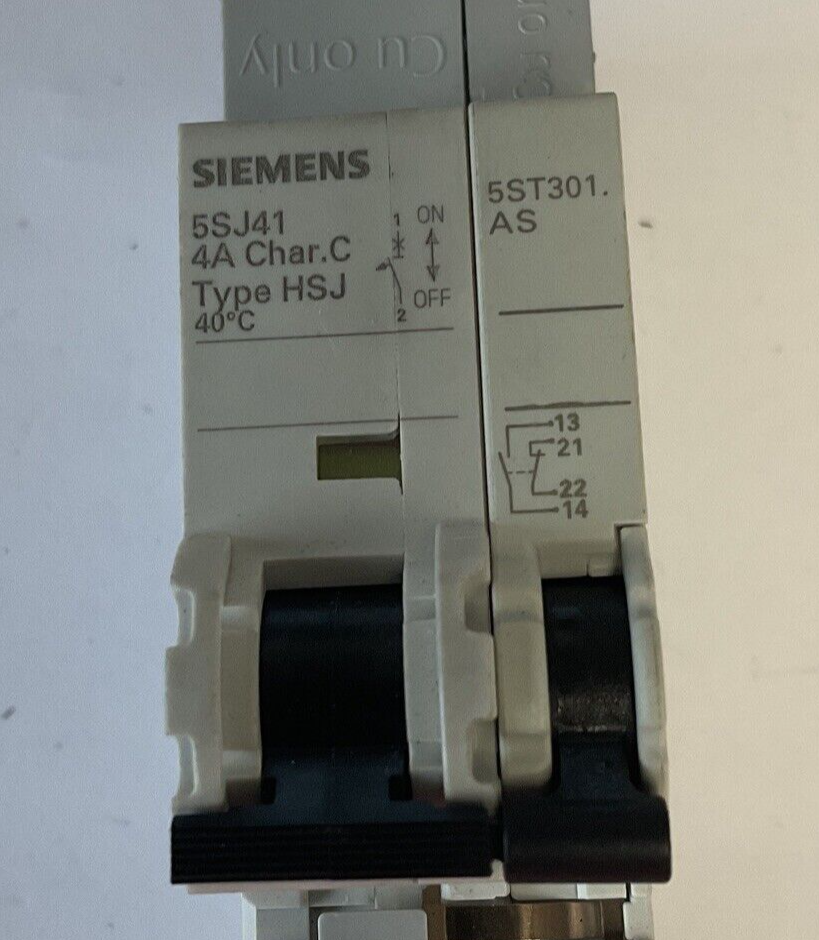 Cu only
SIEMENS
5SJ41
4A Char.C
Type HSJ
40°C
1 ON
OFF
2
5ST301.
AS
13
21
22
14